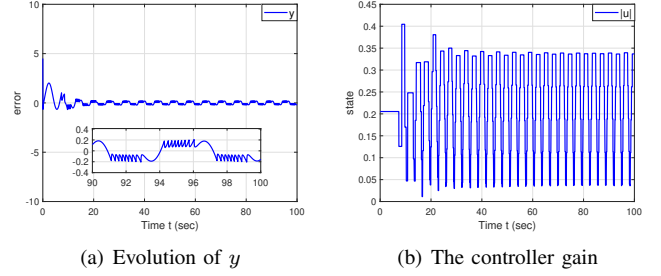 10
5
0
-5
-10
error
y
0.4
0.2
0
-0.2
-0.4
90 92 94 96 98 100
0 20 40 60 80 100
Time t (sec)
(a) Evolution of y
0.45
0.4
0.35
0.3
0.25
0.2
0.15
0.1
0.05
0
state
|u|
0 20 40 60 80 100
Time t (sec)
(b) The controller gain